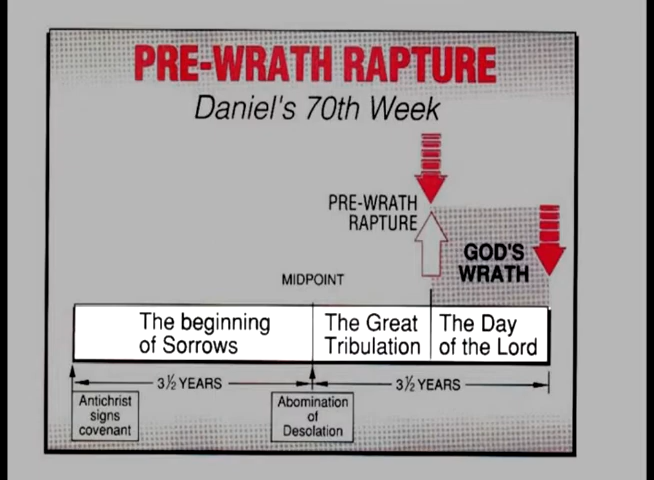 PRE-WRATH RAPTURE
Daniel's 70th Week
PRE-WRATH
RAPTURE
GOD'S
WRATH
MIDPOINT
The beginning
of Sorrows
The Great
Tribulation
The Day
of the Lord
3½ YEARS
3½ YEARS
Antichrist
signs
covenant
Abomination
of
Desolation